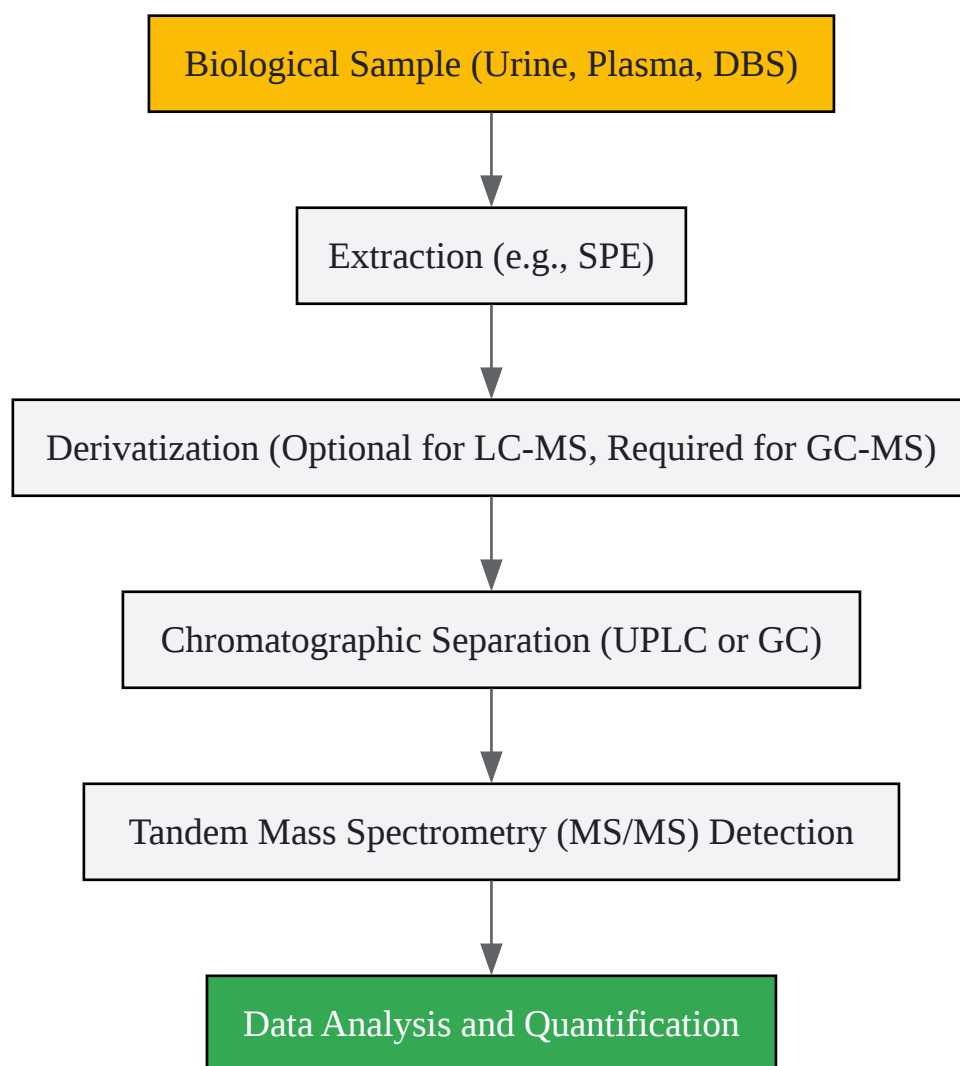 Biological Sample (Urine, Plasma, DBS)
Extraction (e.g., SPE)
Derivatization (Optional for LC-MS, Required for GC-MS)
Chromatographic Separation (UPLC or GC)
Tandem Mass Spectrometry (MS/MS) Detection
Data Analysis and Quantification